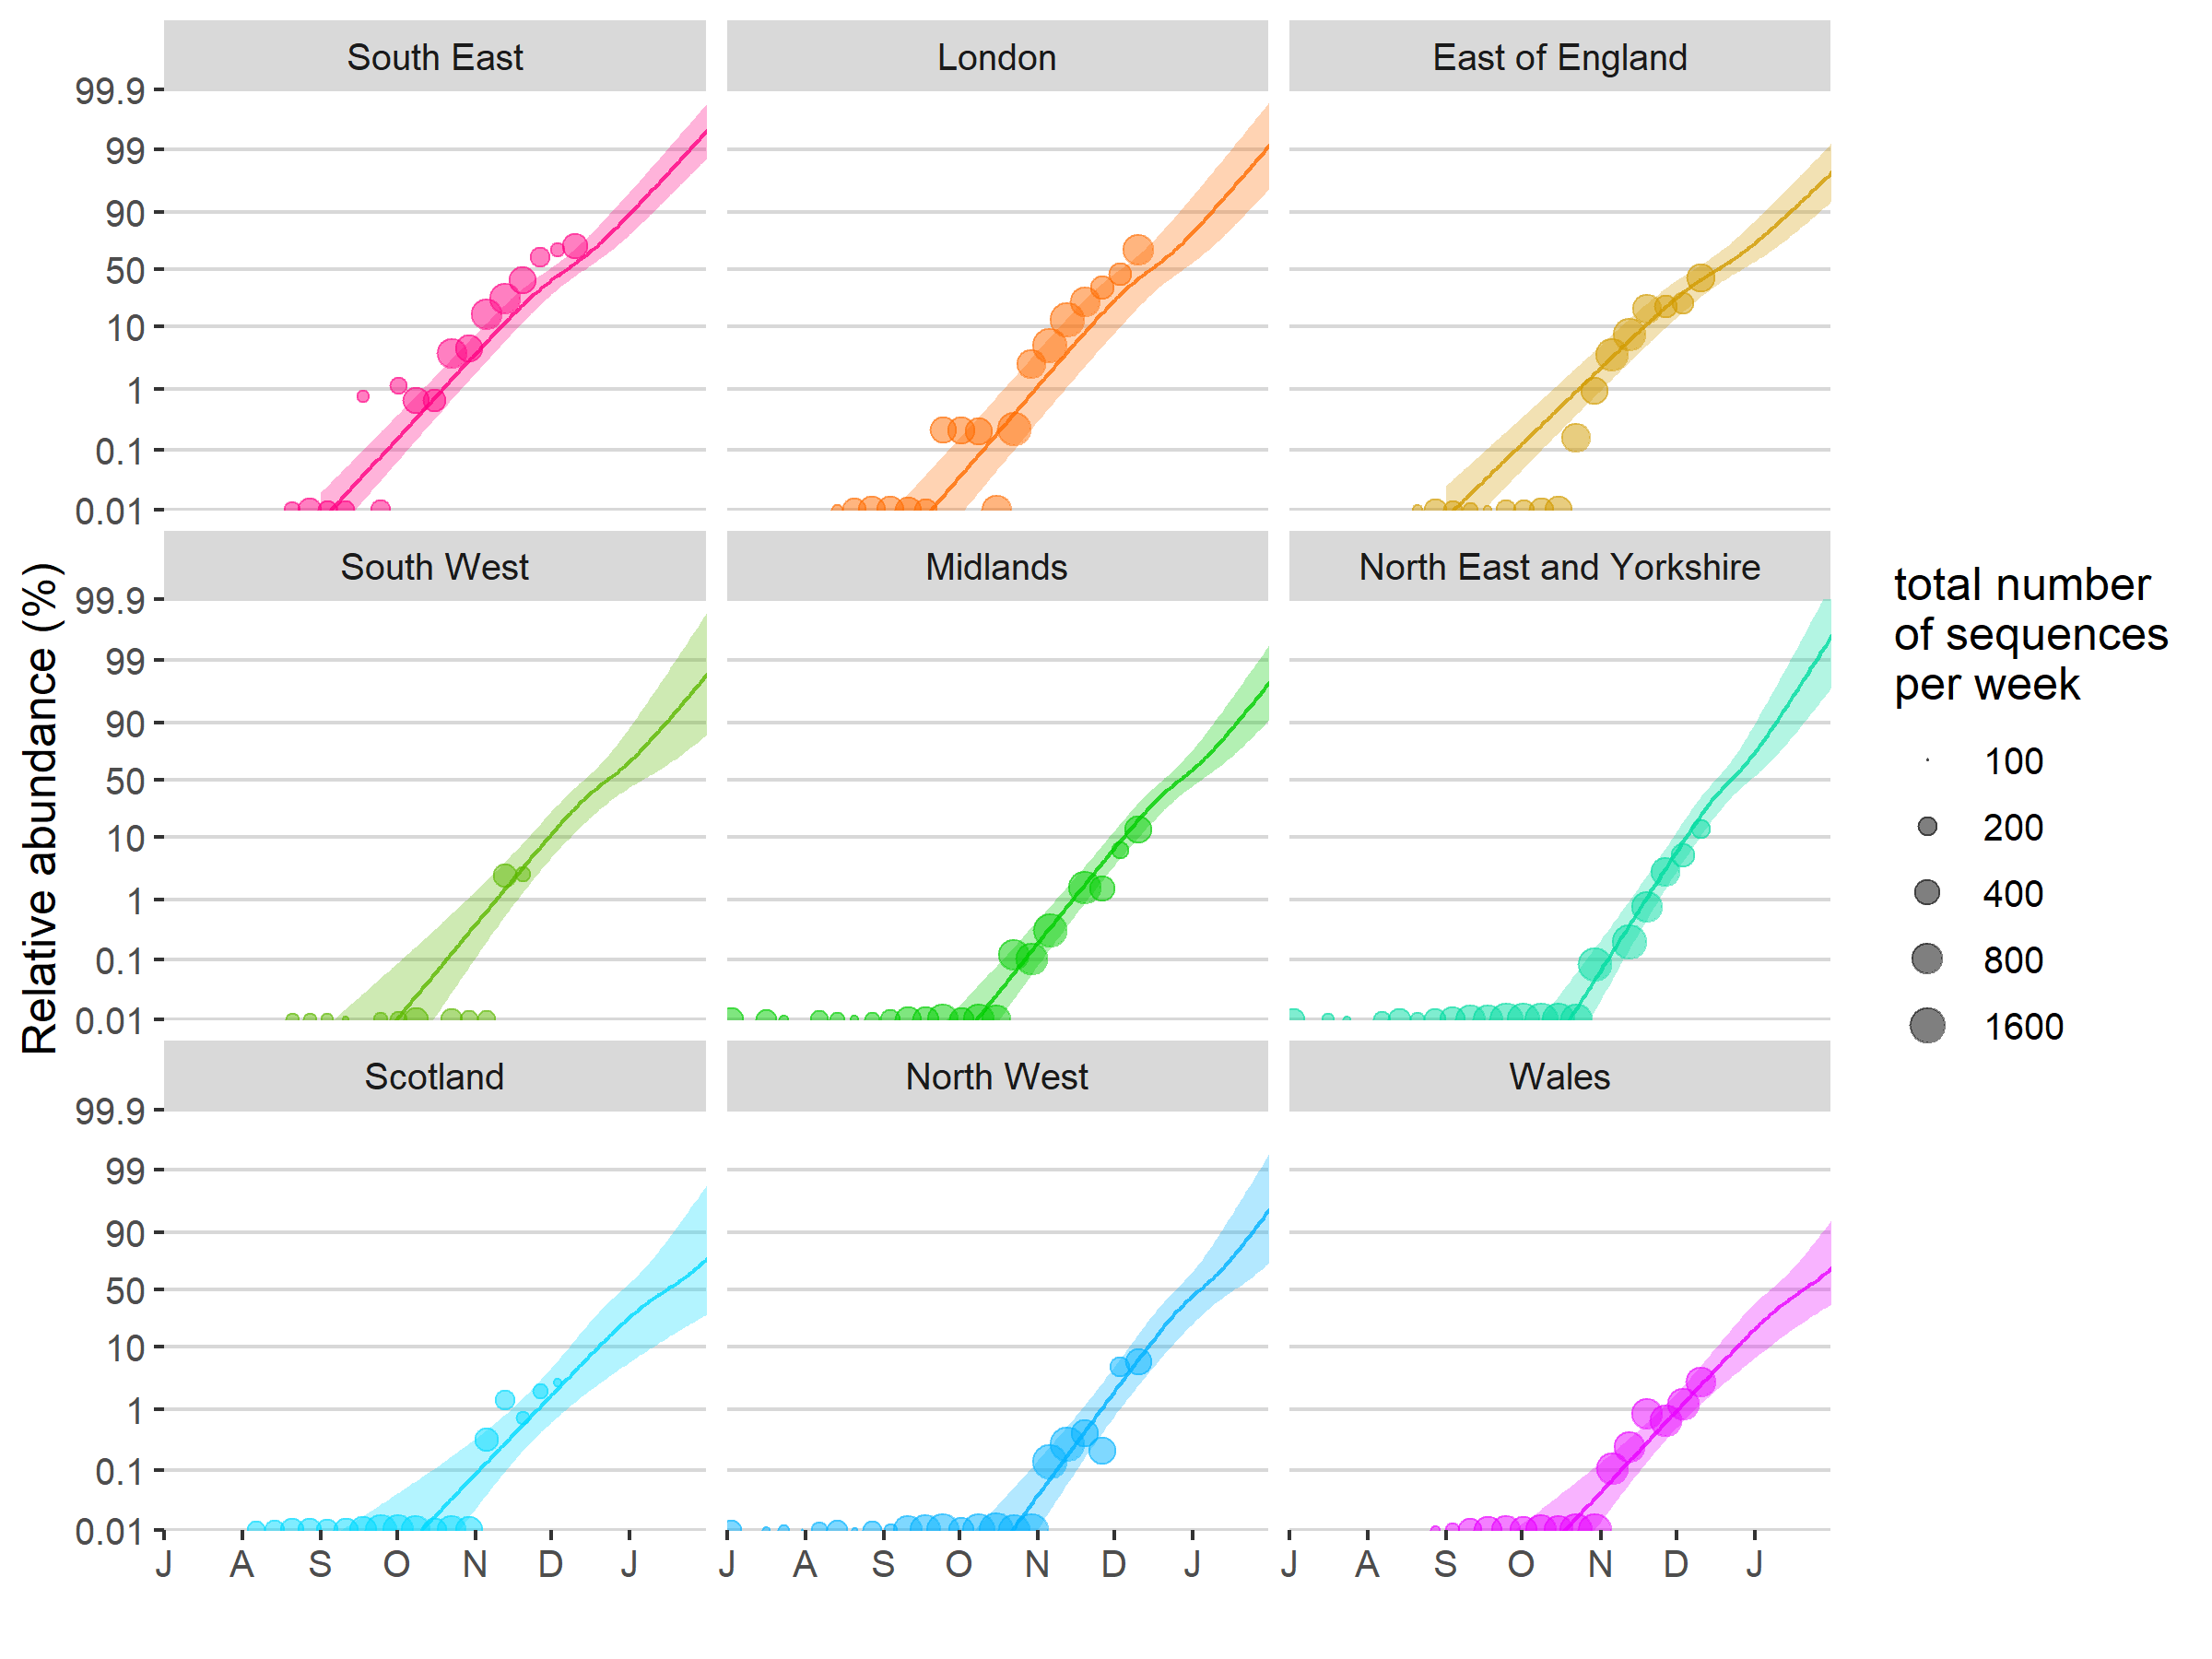 South East
London
East of England
99.9
99
90
50
10
1
0.1
0.01
South West
Midlands
North East and Yorkshire
99.9
99
90
50
10
1
0.1
0.01
Scotland
North West
Wales
99.9
99
90
50
10
1
0.1
0.01
J A S O N D J
J A S O N D J
J A S O N D J
Relative abundance (%)
total number
of sequences
per week
100
200
400
800
1600